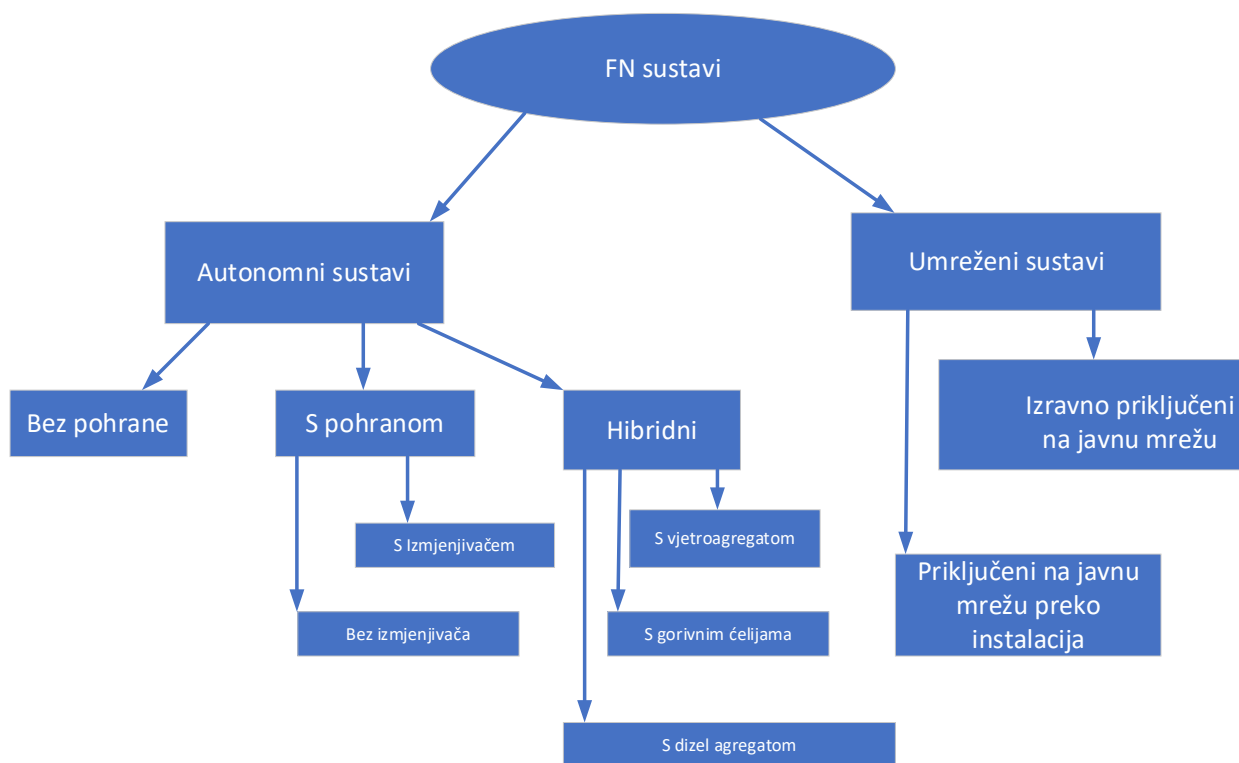 FN sustavi
Autonomni sustavi
Umreženi sustavi
Bez pohrane
S pohranom
Hibridni
Izravno priključeni
na javnu mrežu
S Izmjenjivačem
S vjetroagregatom
Priključeni na javnu
mrežu preko
instalacija
Bez izmjenjivača
S gorivnim ćelijama
S dizel agregatom